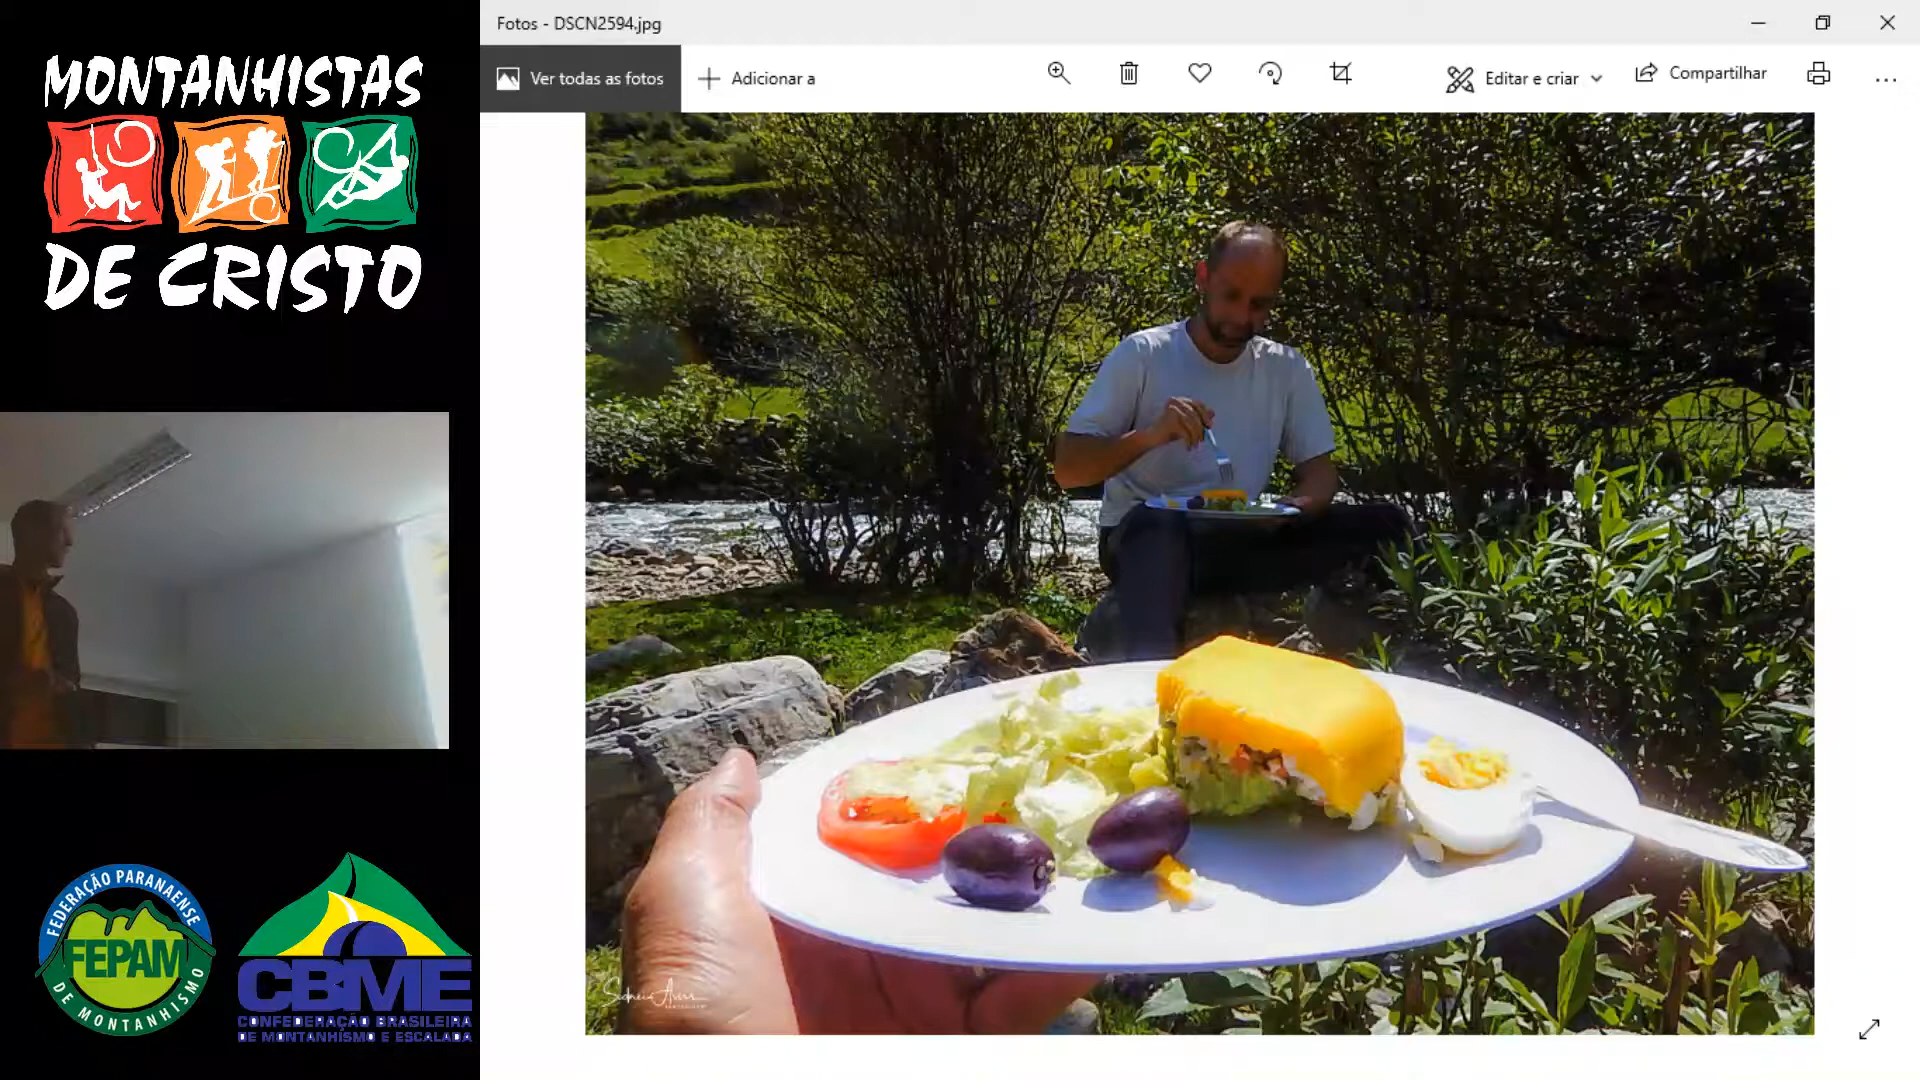 MONTANHISTAS
DE CRISTO
FEDERAÇÃO PARANAENSE
FEPAM
DE MONTANHISMO
CBME
CONFEDERAÇÃO BRASILEIRA
DE MONTANHISMO E ESCALADA
Fotos - DSCN2594.jpg
Ver todas as fotos
Adicionar a
Editar e criar
Compartilhar